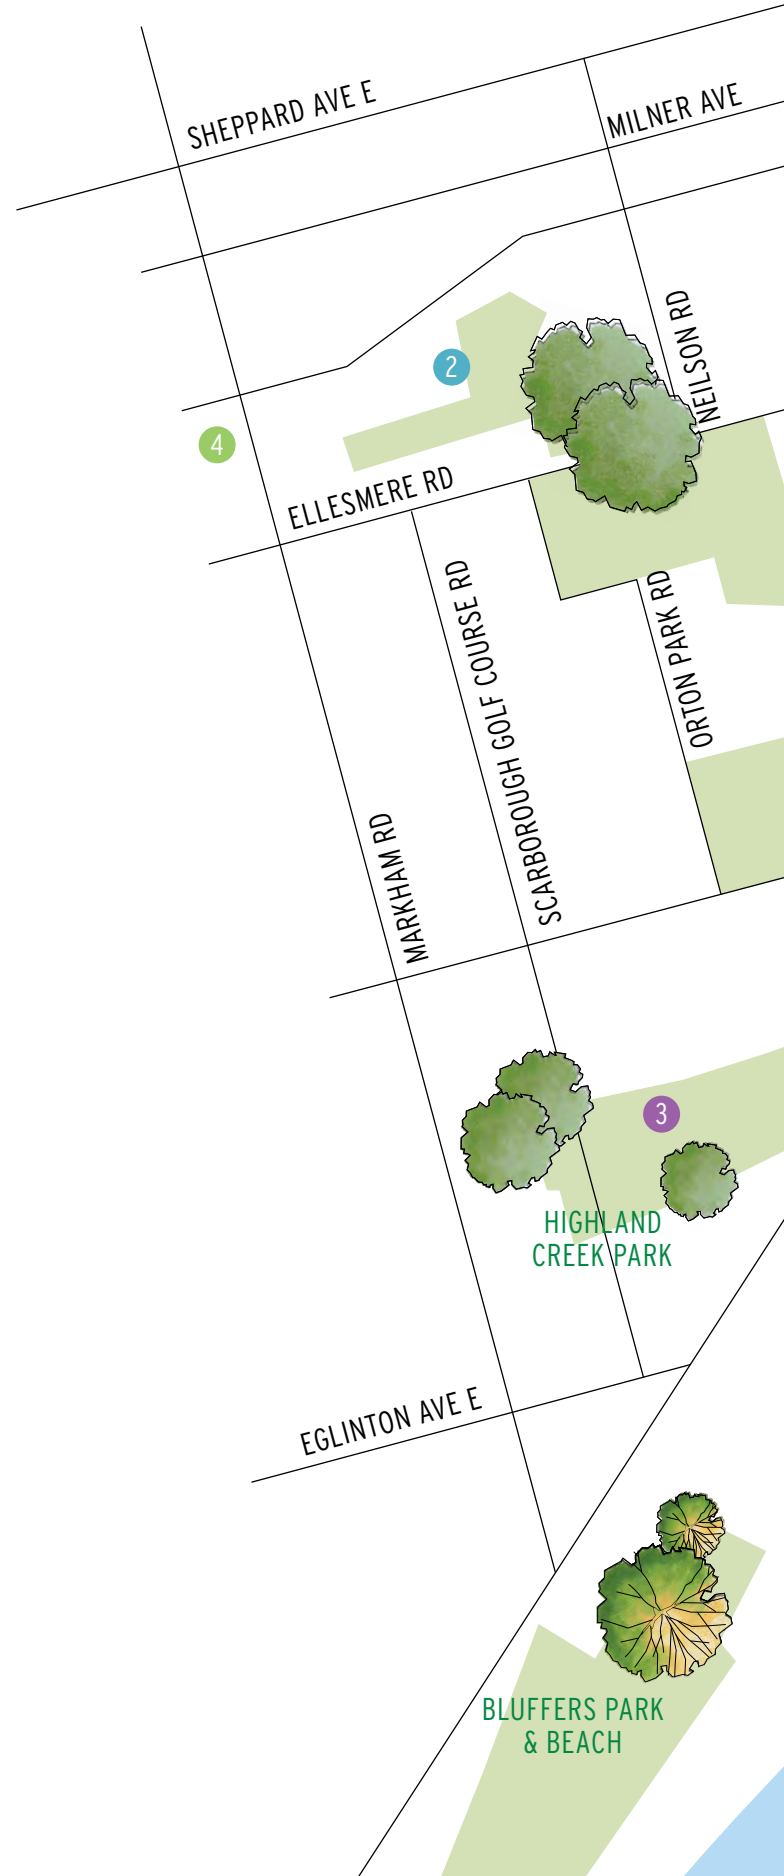 SHEPPARD AVE E
MILNER AVE
NEILSON RD
2
4
ELLESMERE RD
SCARBOROUGH GOLF COURSE RD
ORTON PARK RD
MARKHAM RD
3
HIGHLAND
CREEK PARK
EGLINTON AVE E
BLUFFERS PARK
& BEACH